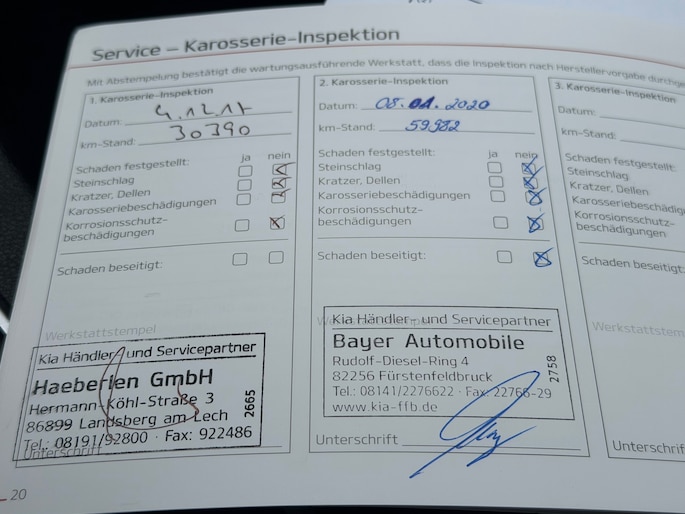 Service – Karosserie-Inspektion
Mit Abstempelung bestätigt die wartungsausführende Werkstatt, dass die Inspektion nach Herstellervorgabe durchge
1. Karosserie-Inspektion
Datum: 4.12.17
km-Stand: 30390
Schaden festgestellt: ja nein
Steinschlag
Kratzer, Dellen
Karosseriebeschädigungen
Korrosionsschutz-
beschädigungen
Schaden beseitigt:
Werkstattstempel
Kia Händler und Servicepartner
Haeberlen GmbH
Hermann-Köhl-Straße 3
86899 Landsberg am Lech
Tel.: 08191/92800 · Fax: 922486
2665
Unterschrift
2. Karosserie-Inspektion
Datum: 08.01.2020
km-Stand: 59982
Schaden festgestellt: ja nein
Steinschlag
Kratzer, Dellen
Karosseriebeschädigungen
Korrosionsschutz-
beschädigungen
Schaden beseitigt:
Kia Händler- und Servicepartner
Bayer Automobile
Rudolf-Diesel-Ring 4
82256 Fürstenfeldbruck
Tel.: 08141/2276622 · Fax: 22766-29
www.kia-ffb.de
2758
Unterschrift
3. Karosserie-Inspektion
Datum:
km-Stand:
Schaden festgestellt:
Steinschlag
Kratzer, Dellen
Karosseriebeschädig
Korrosionsschutz-
beschädigungen
Schaden beseitigt:
Werkstattstem
Unterschrif
20